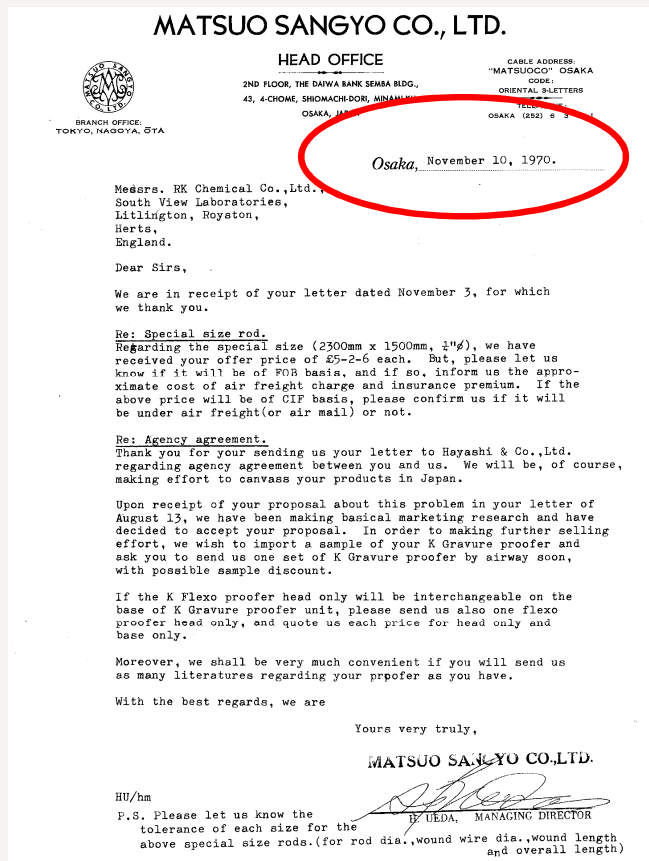 MATSUO SANGYO CO., LTD.
HEAD OFFICE
2ND FLOOR, THE DAIWA BANK SEMBA BLDG.,
43, 4-CHOME, SHIOMACHI-DORI,
OSAKA,
CABLE ADDRESS:
"MATSUOCO" OSAKA
CODE:
ORIENTAL 3-LETTERS
OSAKA (252) 6 3
MATSUO SANGYO CO. LTD.
BRANCH OFFICE:
TOKYO, NAGOYA, ŌTA
Osaka, November 10, 1970.
Messrs. RK Chemical Co.,Ltd.,
South View Laboratories,
Litlington, Royston,
Herts,
England.
Dear Sirs,
We are in receipt of your letter dated November 3, for which
we thank you.
Re: Special size rod.
Regarding the special size (2300mm x 1500mm, ¼"ø), we have
received your offer price of £5-2-6 each. But, please let us
know if it will be of FOB basis, and if so, inform us the appro-
ximate cost of air freight charge and insurance premium. If the
above price will be of CIF basis, please confirm us if it will
be under air freight(or air mail) or not.
Re: Agency agreement.
Thank you for your sending us your letter to Hayashi & Co.,Ltd.
regarding agency agreement between you and us. We will be, of course,
making effort to canvass your products in Japan.
Upon receipt of your proposal about this problem in your letter of
August 13, we have been making basical marketing research and have
decided to accept your proposal. In order to making further selling
effort, we wish to import a sample of your K Gravure proofer and
ask you to send us one set of K Gravure proofer by airway soon,
with possible sample discount.
If the K Flexo proofer head only will be interchangeable on the
base of K Gravure proofer unit, please send us also one flexo
proofer head only, and quote us each price for head only and
base only.
Moreover, we shall be very much convenient if you will send us
as many literatures regarding your proofer as you have.
With the best regards, we are
Yours very truly,
MATSUO SANGYO CO.,LTD.
HU/hm
H. UEDA, MANAGING DIRECTOR
P.S. Please let us know the
tolerance of each size for the
above special size rods.(for rod dia.,wound wire dia.,wound length
and overall length)